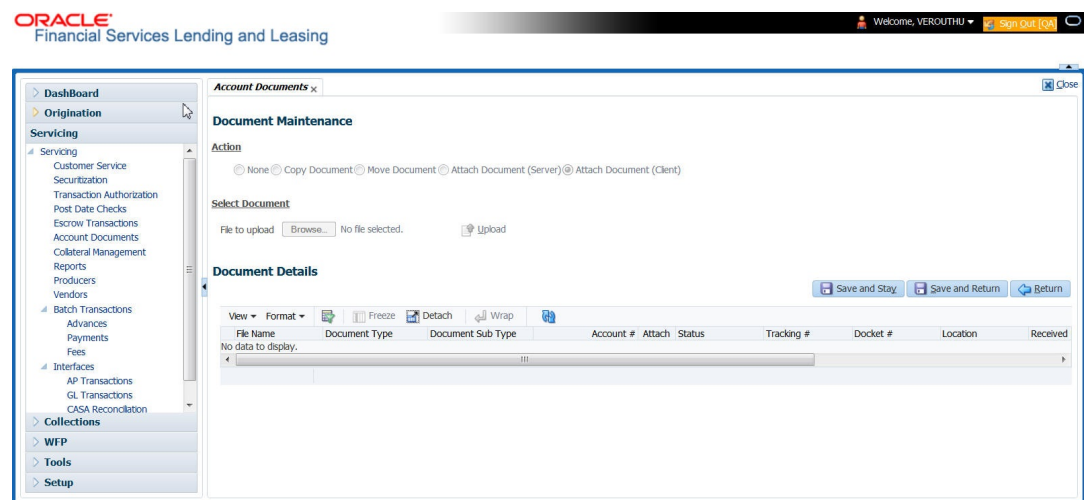 ORACLE
Financial Services Lending and Leasing
Welcome, VEROUTHU
Sign Out [QA]
DashBoard
Origination
Servicing
Servicing
Customer Service
Securitization
Transaction Authorization
Post Date Checks
Escrow Transactions
Account Documents
Collateral Management
Reports
Producers
Vendors
Batch Transactions
Advances
Payments
Fees
Interfaces
AP Transactions
GL Transactions
CASA Reconciliation
Collections
WFP
Tools
Setup
Account Documents x
Close
Document Maintenance
Action
None Copy Document Move Document Attach Document (Server) Attach Document (Client)
Select Document
File to upload Browse... No file selected. Upload
Document Details
Save and Stay Save and Return Return
View Format Freeze Detach Wrap
File Name Document Type Document Sub Type Account # Attach Status Tracking # Docket # Location Received
No data to display.